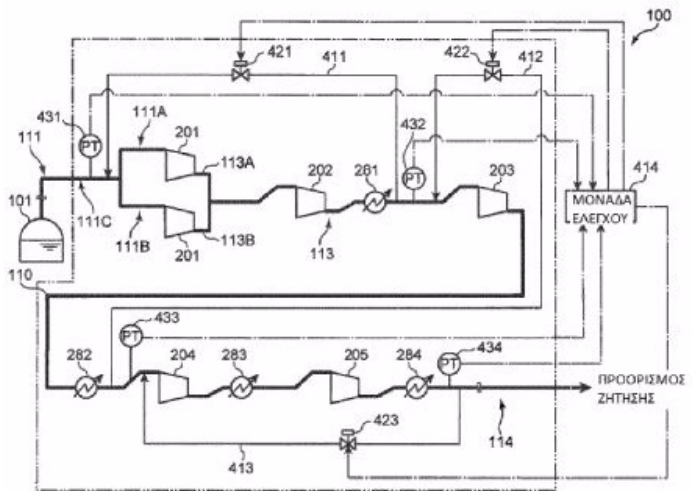 421
411
422
412
100
431
111A
201
432
111
PT
113A
PT
202
281
203
414
101
ΜΟΝΑΔΑ
ΕΛΕΓΧΟΥ
111C
111B
201
113B
113
110
433
434
282
PT
204
283
205
284
PT
ΠΡΟΟΡΙΣΜΟΣ
ΖΗΤΗΣΗΣ
423
413
114